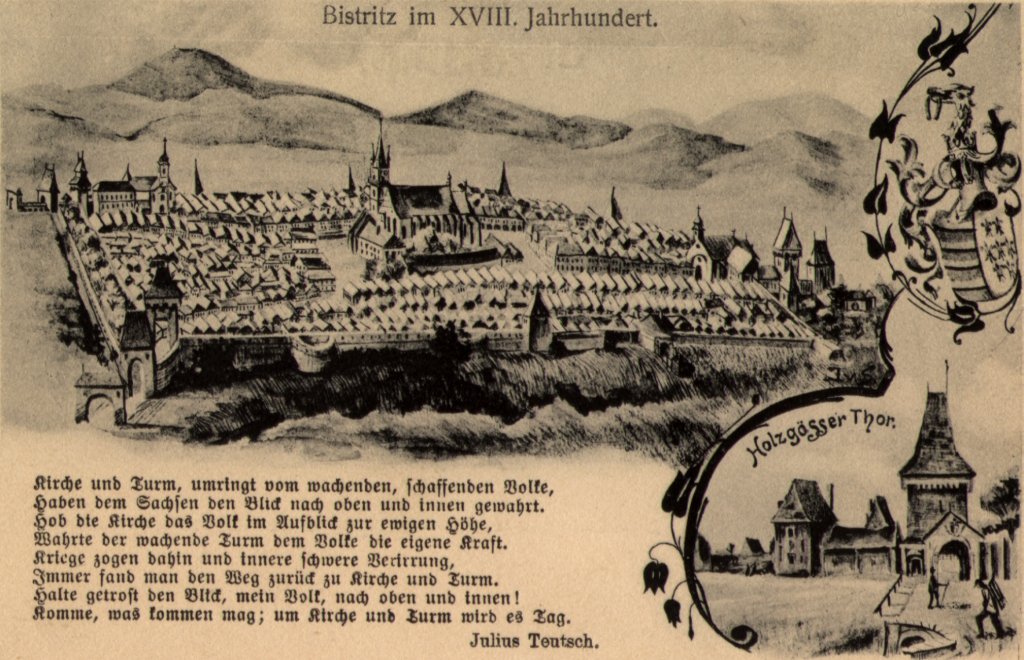 Bistritz im XVIII. Jahrhundert.
Holzgässer Thor.
Kirche und Turm, umringt vom wachenden, schaffenden Volke,
Haben dem Sachsen den Blick nach oben und innen gewahrt.
Hob die Kirche das Volk im Aufblick zur ewigen Höhe,
Wahrte der wachende Turm dem Volke die eigene Kraft.
Kriege zogen dahin und innere schwere Verirrung,
Immer fand man den Weg zurück zu Kirche und Turm.
Halte getrost den Blick, mein Volk, nach oben und innen!
Komme, was kommen mag; um Kirche und Turm wird es Tag.
Julius Teutsch.